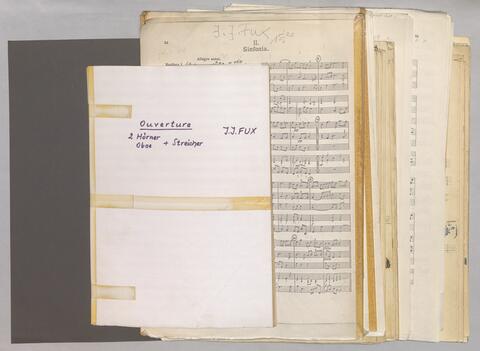 J.J. FUX
II.
Sinfonia.
Allegro assai.
Ouverture
J.J. FUX
2 Hörner
Oboe + Streicher